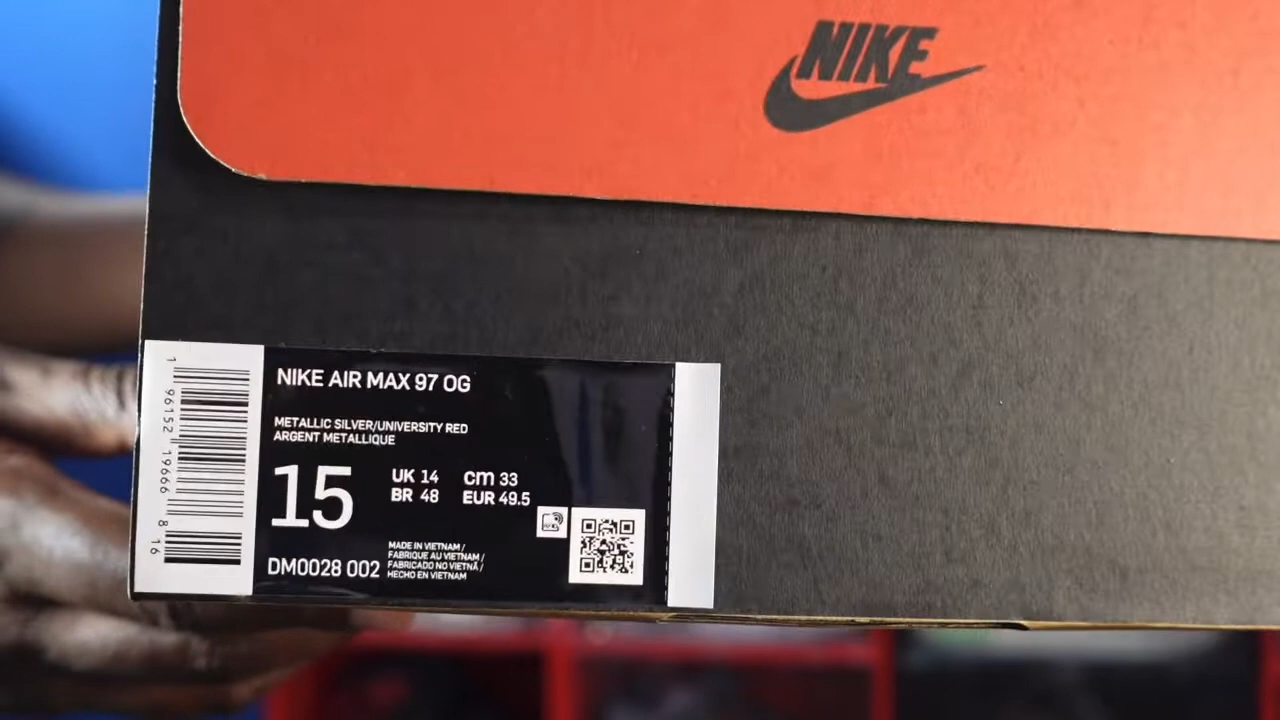 NIKE
NIKE AIR MAX 97 OG
METALLIC SILVER/UNIVERSITY RED
ARGENT METALLIQUE
15
UK 14 cm 33
BR 48 EUR 49.5
MADE IN VIETNAM /
FABRIQUE AU VIETNAM /
FABRICADO NO VIETNÃ /
HECHO EN VIETNAM
DM0028 002
1 96152 19666 8 16